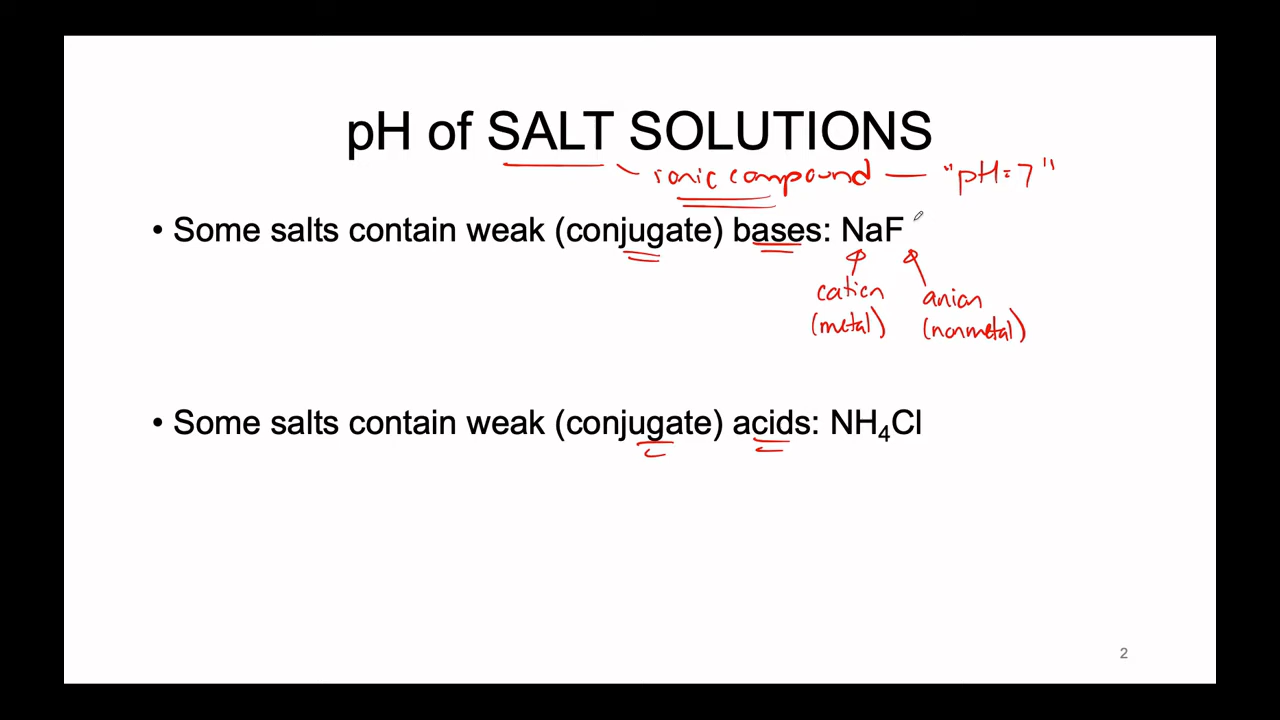 pH of SALT SOLUTIONS
ionic compound — "pH=7"
• Some salts contain weak (conjugate) bases: NaF
cation anion
(metal) (nonmetal)
• Some salts contain weak (conjugate) acids: NH₄Cl
2